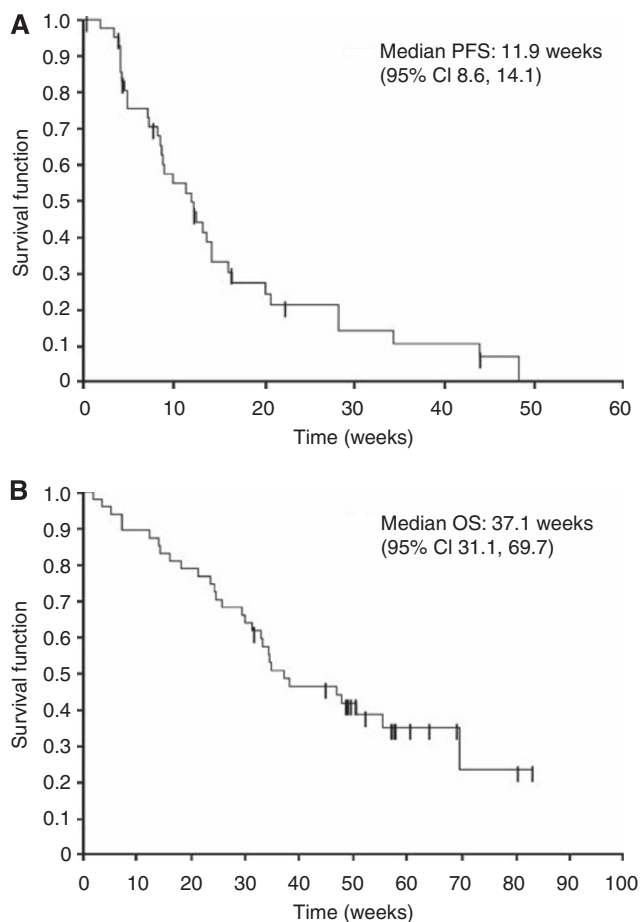 A
Survival function
1.0
0.9
0.8
0.7
0.6
0.5
0.4
0.3
0.2
0.1
0
Median PFS: 11.9 weeks
(95% CI 8.6, 14.1)
0 10 20 30 40 50 60
Time (weeks)
B
Survival function
1.0
0.9
0.8
0.7
0.6
0.5
0.4
0.3
0.2
0.1
0
Median OS: 37.1 weeks
(95% CI 31.1, 69.7)
0 10 20 30 40 50 60 70 80 90 100
Time (weeks)